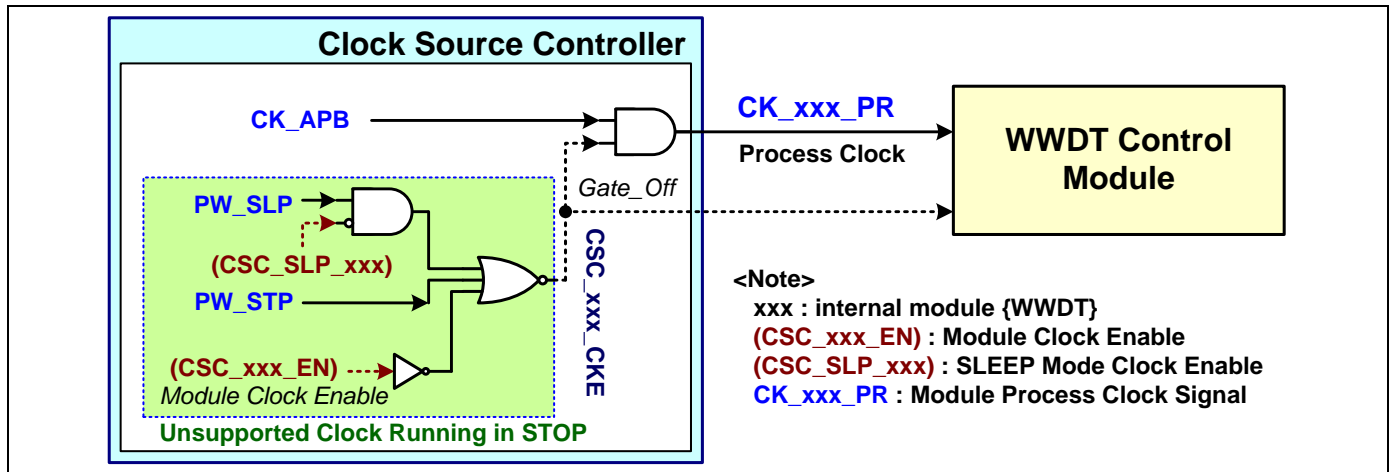 Clock Source Controller
CK_APB
CK_xxx_PR
Process Clock
WWDT Control
Module
Gate_Off
PW_SLP
(CSC_SLP_xxx)
PW_STP
(CSC_xxx_EN)
Module Clock Enable
Unsupported Clock Running in STOP
CSC_xxx_CKE
<Note>
xxx : internal module {WWDT}
(CSC_xxx_EN) : Module Clock Enable
(CSC_SLP_xxx) : SLEEP Mode Clock Enable
CK_xxx_PR : Module Process Clock Signal